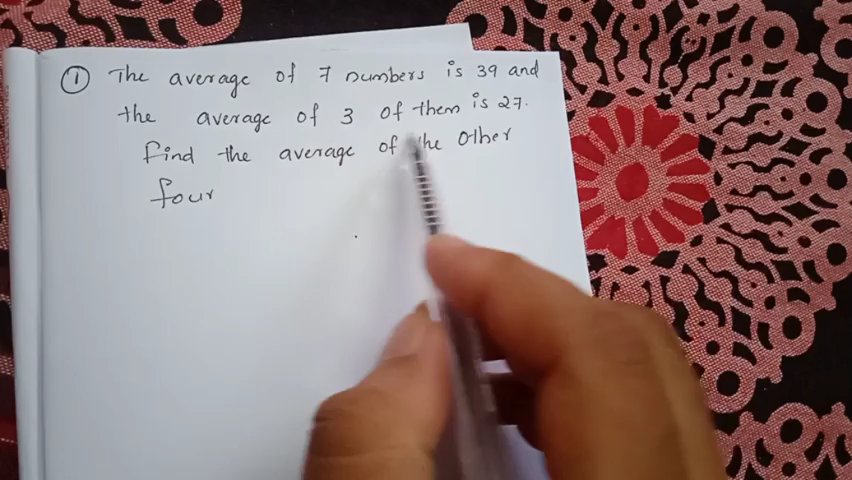 ① The average of 7 numbers is 39 and
the average of 3 of them is 27.
find the average of the other
four